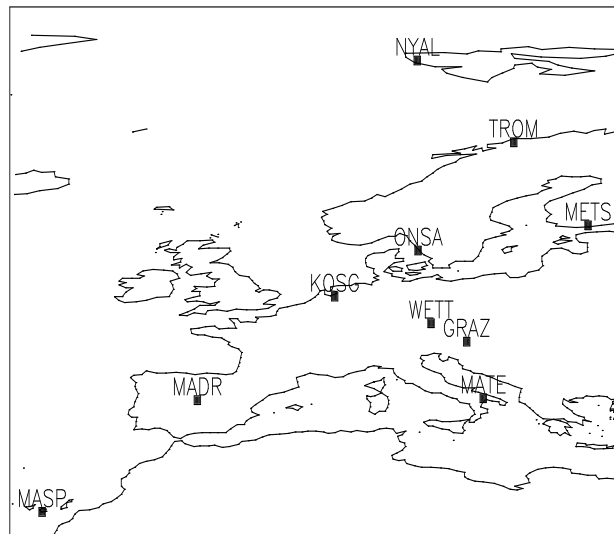 NYAL
TROM
METS
ONSA
KOSG
WETT
GRAZ
MADR
MATE
MASP